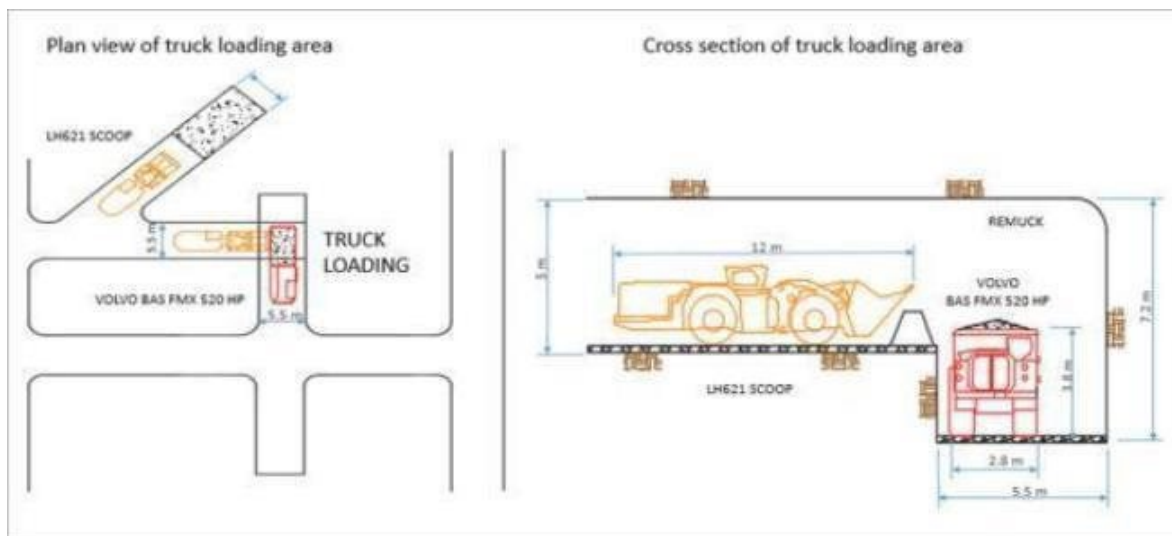 Plan view of truck loading area
LH621 SCOOP
5.5 m
TRUCK
LOADING
VOLVO BAS FMX 520 HP
5.5 m
Cross section of truck loading area
REMUCK
12 m
5 m
VOLVO
BAS FMX 520 HP
7.2 m
3.8 m
LH621 SCOOP
2.8 m
5.5 m